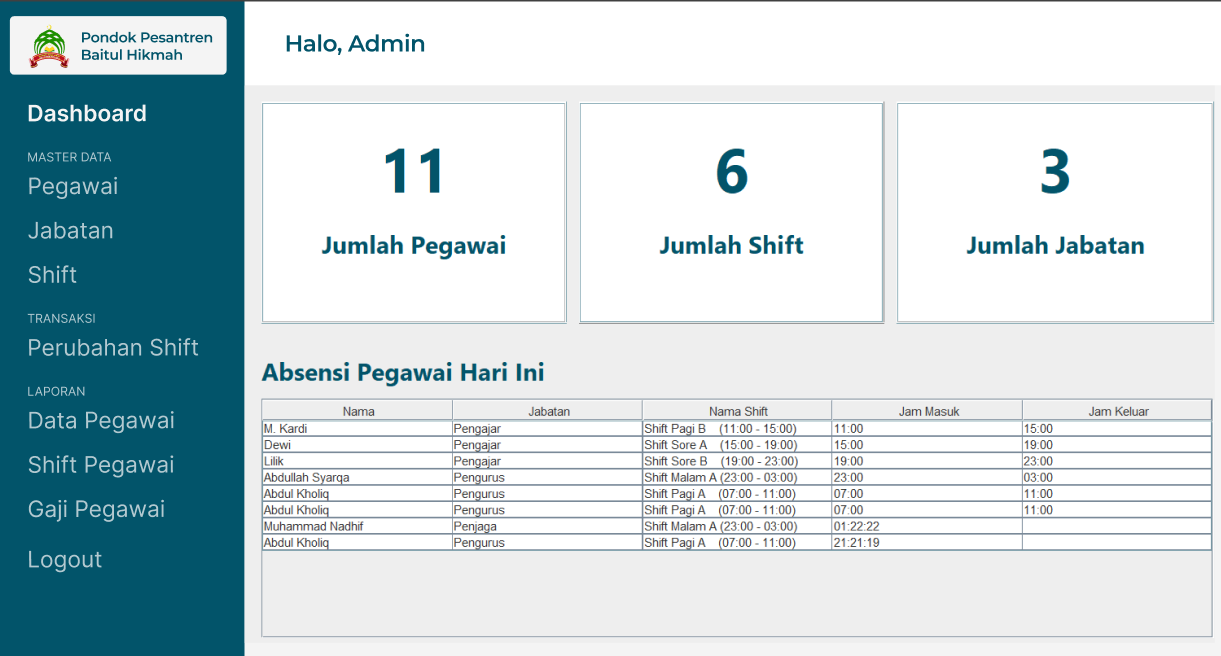 Pondok Pesantren
Baitul Hikmah
Halo, Admin
Dashboard
MASTER DATA
Pegawai
Jabatan
Shift
TRANSAKSI
Perubahan Shift
LAPORAN
Data Pegawai
Shift Pegawai
Gaji Pegawai
Logout
11
Jumlah Pegawai
6
Jumlah Shift
3
Jumlah Jabatan
Absensi Pegawai Hari Ini
Nama Jabatan Nama Shift Jam Masuk Jam Keluar
M. Kardi Pengajar Shift Pagi B (11:00 - 15:00) 11:00 15:00
Dewi Pengajar Shift Sore A (15:00 - 19:00) 15:00 19:00
Lilik Pengajar Shift Sore B (19:00 - 23:00) 19:00 23:00
Abdullah Syarqa Pengurus Shift Malam A (23:00 - 03:00) 23:00 03:00
Abdul Kholiq Pengurus Shift Pagi A (07:00 - 11:00) 07:00 11:00
Abdul Kholiq Pengurus Shift Pagi A (07:00 - 11:00) 07:00 11:00
Muhammad Nadhif Penjaga Shift Malam A (23:00 - 03:00) 01:22:22
Abdul Kholiq Pengurus Shift Pagi A (07:00 - 11:00) 21:21:19